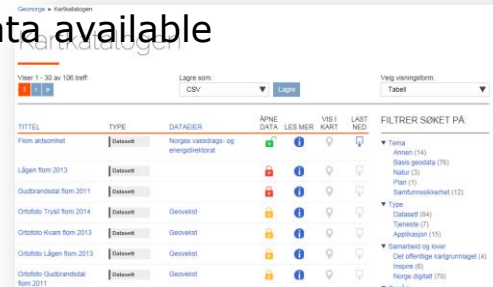 Geonorge ▸ Kartkatalogen
ta available
Kartkatalogen
Viser 1 - 30 av 106 treff
Lagre som:
Velg visningsform:
1 2 »
CSV ▼ Lagre
Tabell ▼
TITTEL TYPE DATAEIER ÅPNE DATA LES MER VIS I KART LAST NED
FILTRER SØKET PÅ:
Flom aktsomhet Datasett Norges vassdrags- og energidirektorat
Lågen flom 2013 Datasett
Gudbrandsdal flom 2011 Datasett
Ortofoto Trysil flom 2014 Datasett Geovekst
Ortofoto Kvam flom 2013 Datasett Geovekst
Ortofoto Lågen flom 2013 Datasett Geovekst
Ortofoto Gudbrandsdal flom 2011 Datasett Geovekst
▼ Tema
Annen (14)
Basis geodata (76)
Natur (3)
Plan (1)
Samfunnssikkerhet (12)
▼ Type
Datasett (84)
Tjeneste (7)
Applikasjon (15)
▼ Samarbeid og lover
Det offentlige kartgrunnlaget (4)
Inspire (6)
Norge digitalt (79)